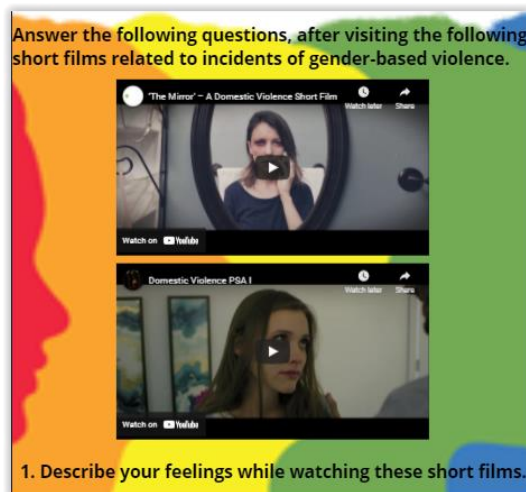 Answer the following questions, after visiting the following
short films related to incidents of gender-based violence.
'The Mirror' – A Domestic Violence Short Film
Watch later
Share
Watch on YouTube
Domestic Violence PSA I
Watch later
Share
Watch on YouTube
1. Describe your feelings while watching these short films.